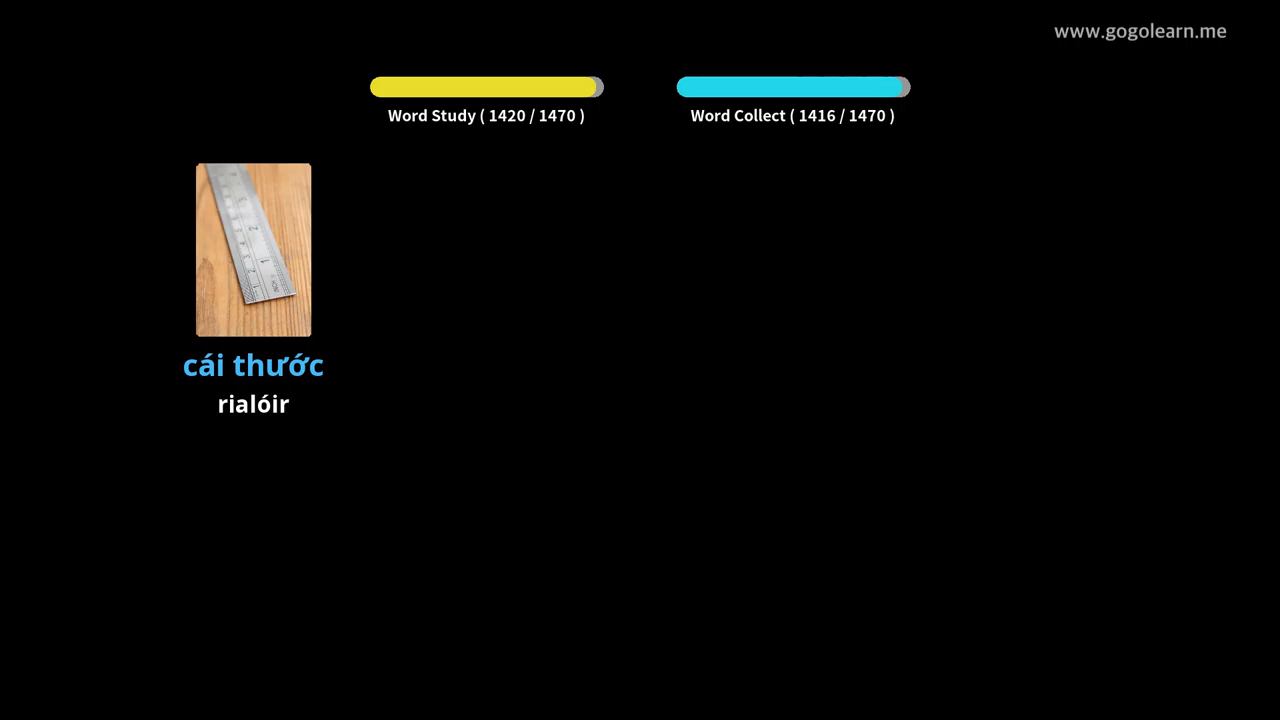 www.gogolearn.me
Word Study ( 1420 / 1470 )
Word Collect ( 1416 / 1470 )
cái thước
rialóir